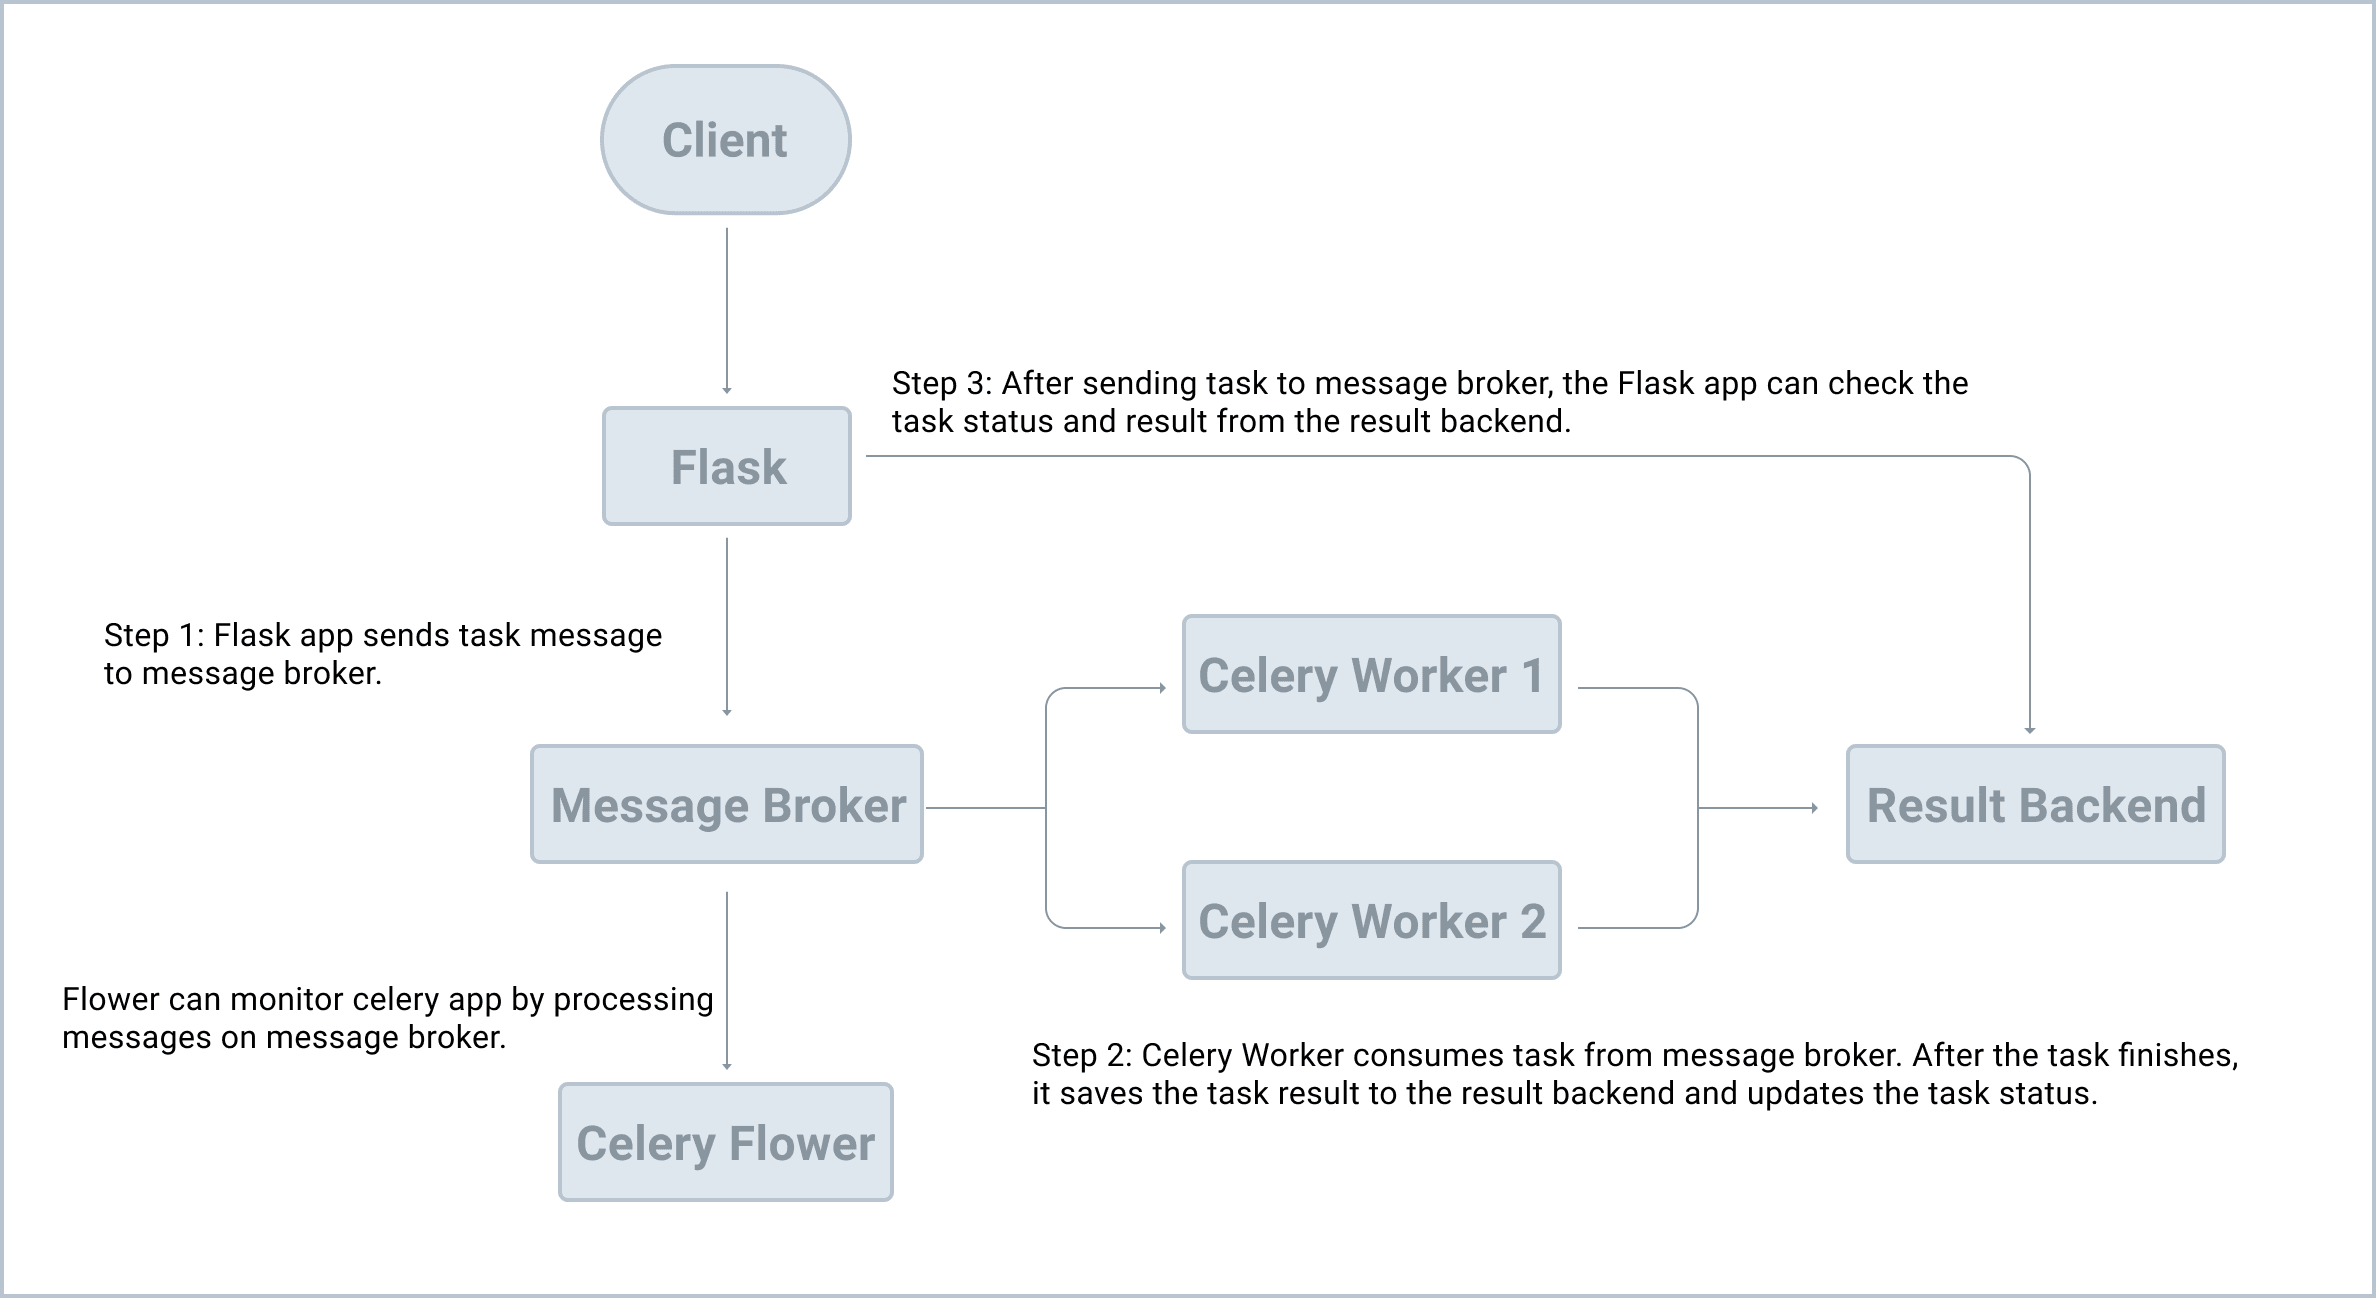 Client
Step 3: After sending task to message broker, the Flask app can check the
task status and result from the result backend.
Flask
Step 1: Flask app sends task message
to message broker.
Celery Worker 1
Message Broker
Result Backend
Celery Worker 2
Flower can monitor celery app by processing
messages on message broker.
Step 2: Celery Worker consumes task from message broker. After the task finishes,
it saves the task result to the result backend and updates the task status.
Celery Flower